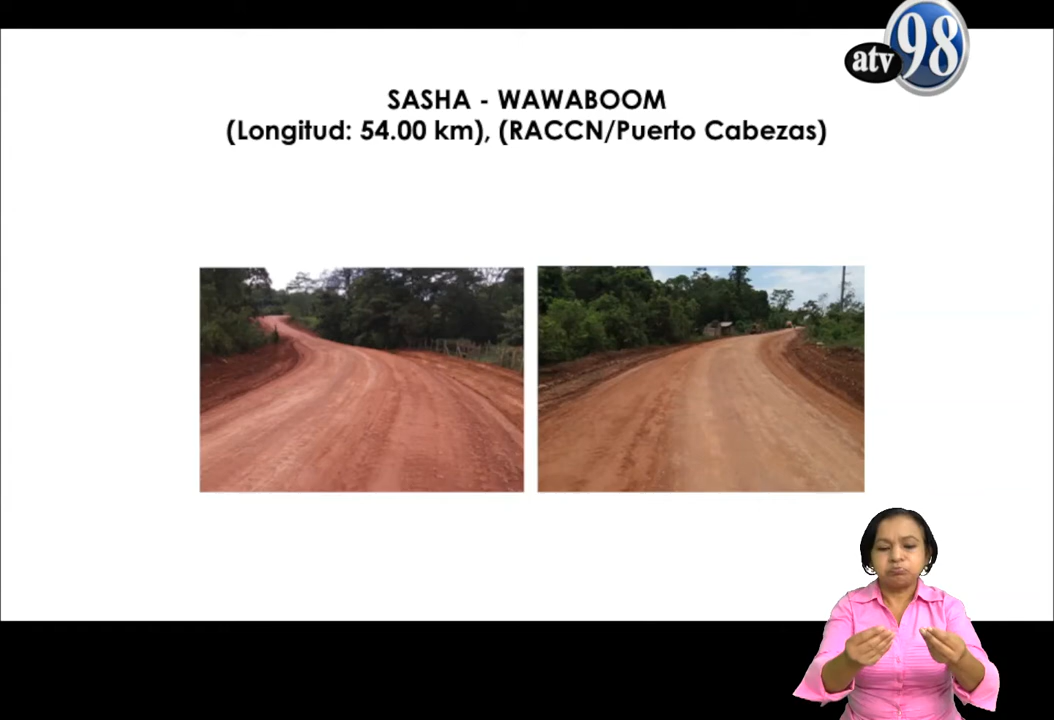 atv 98
SASHA - WAWABOOM
(Longitud: 54.00 km), (RACCN/Puerto Cabezas)